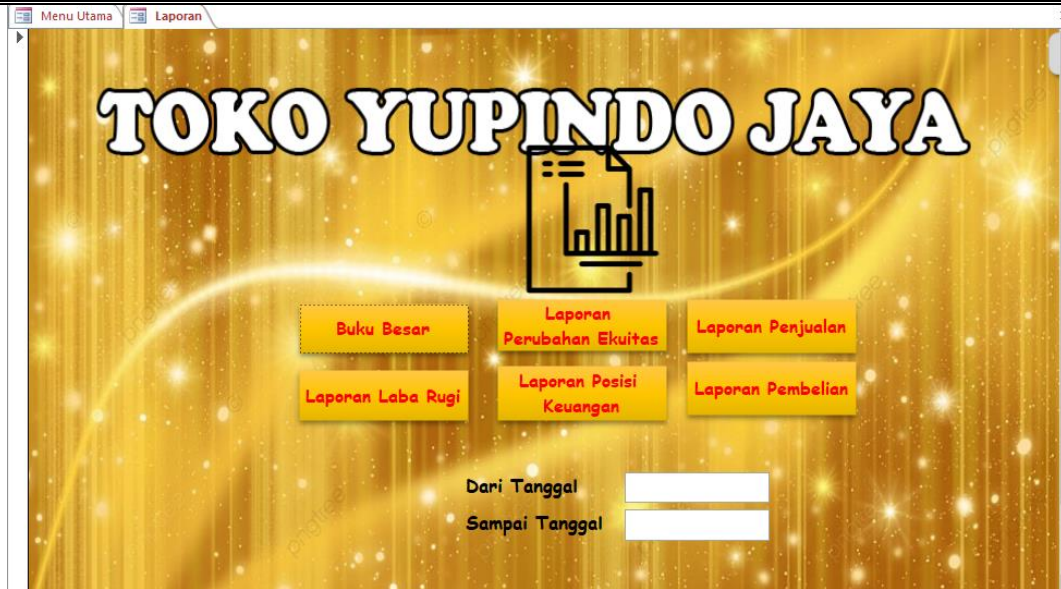 Menu Utama
Laporan
TOKO YUPINDO JAYA
Buku Besar
Laporan
Perubahan Ekuitas
Laporan Penjualan
Laporan Laba Rugi
Laporan Posisi
Keuangan
Laporan Pembelian
Dari Tanggal
Sampai Tanggal
pngtree